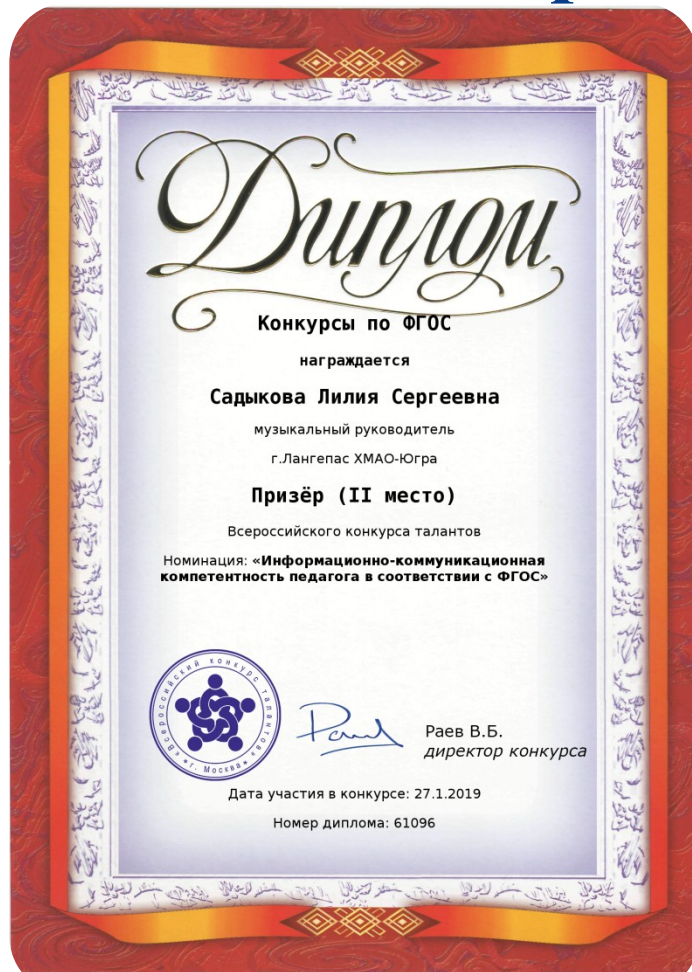 Диплом
Конкурсы по ФГОС
награждается
Садыкова Лилия Сергеевна
музыкальный руководитель
г.Лангепас ХМАО-Югра
Призёр (II место)
Всероссийского конкурса талантов
Номинация: «Информационно-коммуникационная
компетентность педагога в соответствии с ФГОС»
«Всероссийский конкурс талантов»
* г. Москва *
Раев В.Б.
директор конкурса
Дата участия в конкурсе: 27.1.2019
Номер диплома: 61096